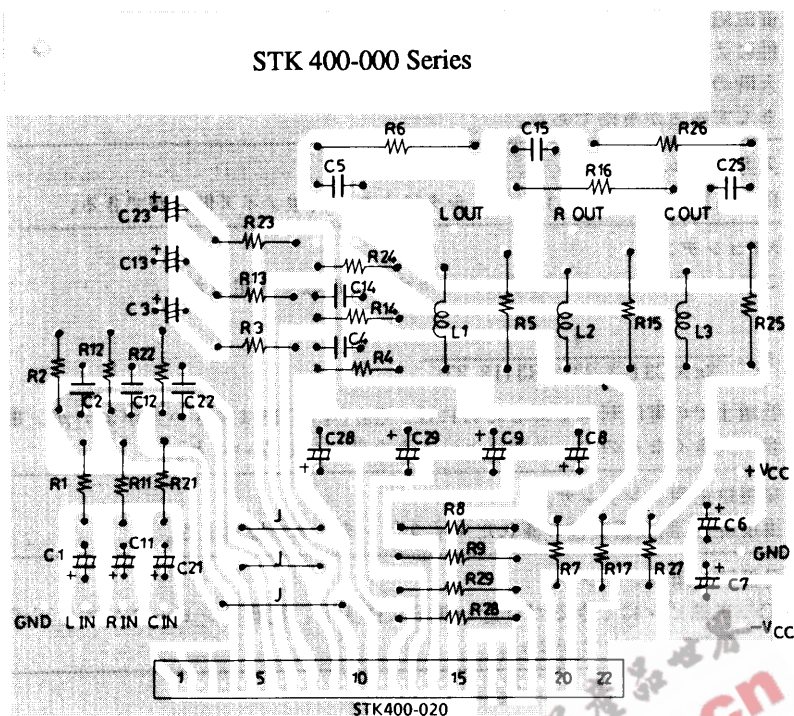 STK 400-000 Series
R6 C15 R26
C5 R16 C25
C23 L OUT R OUT C OUT
R23
C13 R24
R13 C14
C3 R14 L1 R5 L2 R15 L3 R25
R3 C4
R2 R12 R22 R4
C2 C12 C22
C28 C29 C9 C8
R1 R11 R21 + VCC
J R8 C6
C1 C11 C21 J R9 R7 R17 R27 GND
J R29 C7
GND L IN R IN C IN R28 -VCC
1 5 10 15 20 22
STK400-020